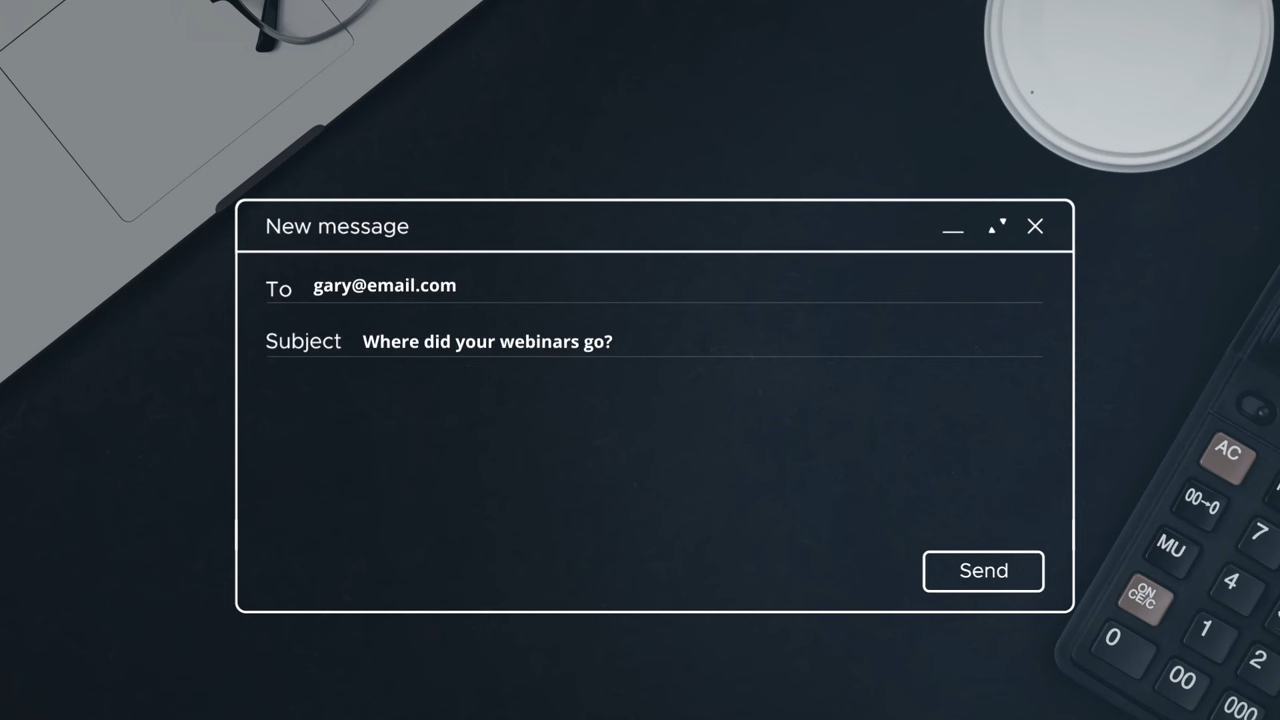 New message
To gary@email.com
Subject Where did your webinars go?
Send
AC
00→0
MU
7
ON
CE/C
4
0
1
00
2
000